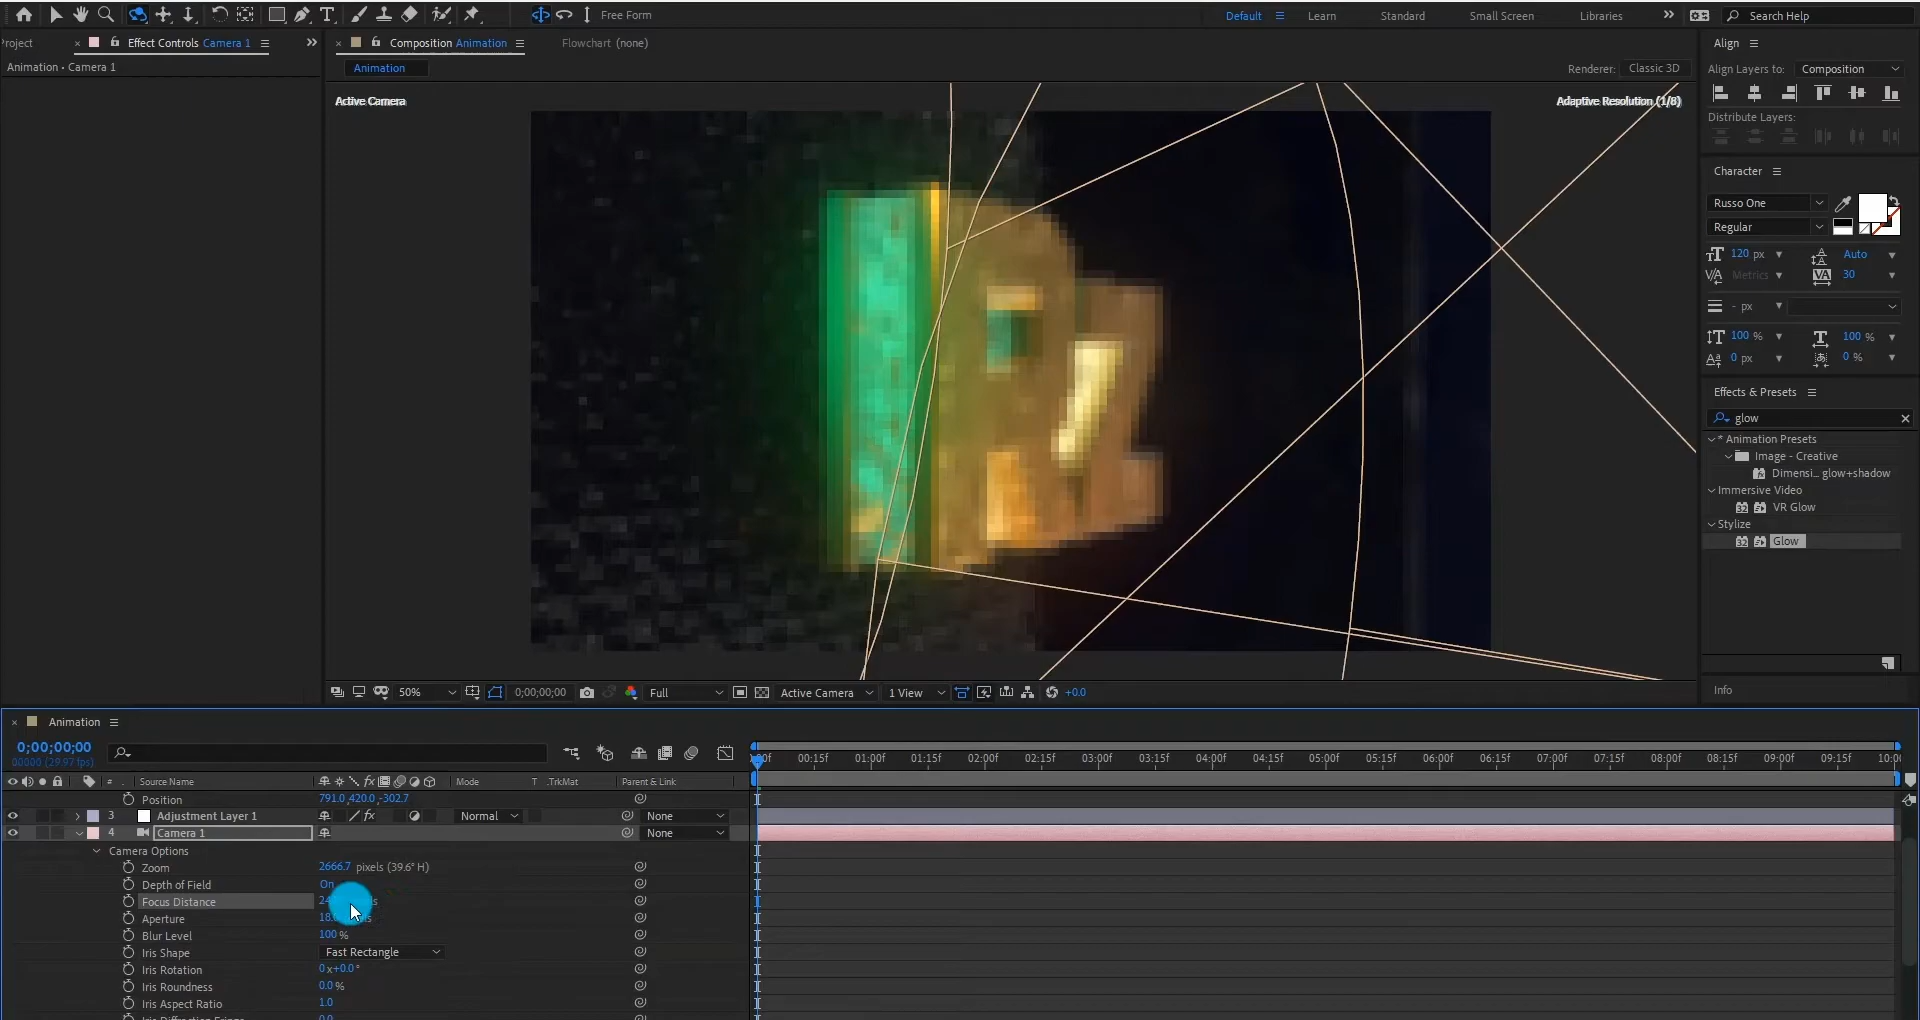 Free Form
Default
Learn
Standard
Small Screen
Libraries
Search Help
roject
Effect Controls Camera 1
Composition Animation
Flowchart (none)
Align
Animation • Camera 1
Animation
Renderer: Classic 3D
Align Layers to: Composition
Active Camera
Adaptive Resolution (1/8)
Distribute Layers:
Character
Russo One
Regular
120 px
Auto
Metrics
30
- px
100 %
100 %
0 px
0 %
Effects & Presets
glow
* Animation Presets
Image - Creative
Dimensi... glow+shadow
Immersive Video
32 VR Glow
Stylize
32 Glow
50%
0;00;00;00
Full
Active Camera
1 View
+0.0
Info
Animation
0;00;00;00
00000 (29.97 fps)
00f 00:15f 01:00f 01:15f 02:00f 02:15f 03:00f 03:15f 04:00f 04:15f 05:00f 05:15f 06:00f 06:15f 07:00f 07:15f 08:00f 08:15f 09:00f 09:15f 10:00
# Source Name
fx
Mode
T .TrkMat
Parent & Link
Position 791.0,420.0,-302.7
3 Adjustment Layer 1 fx Normal None
4 Camera 1 None
Camera Options
Zoom 2666.7 pixels (39.6° H)
Depth of Field On
Focus Distance
Aperture
Blur Level 100 %
Iris Shape Fast Rectangle
Iris Rotation 0x+0.0°
Iris Roundness 0.0 %
Iris Aspect Ratio 1.0